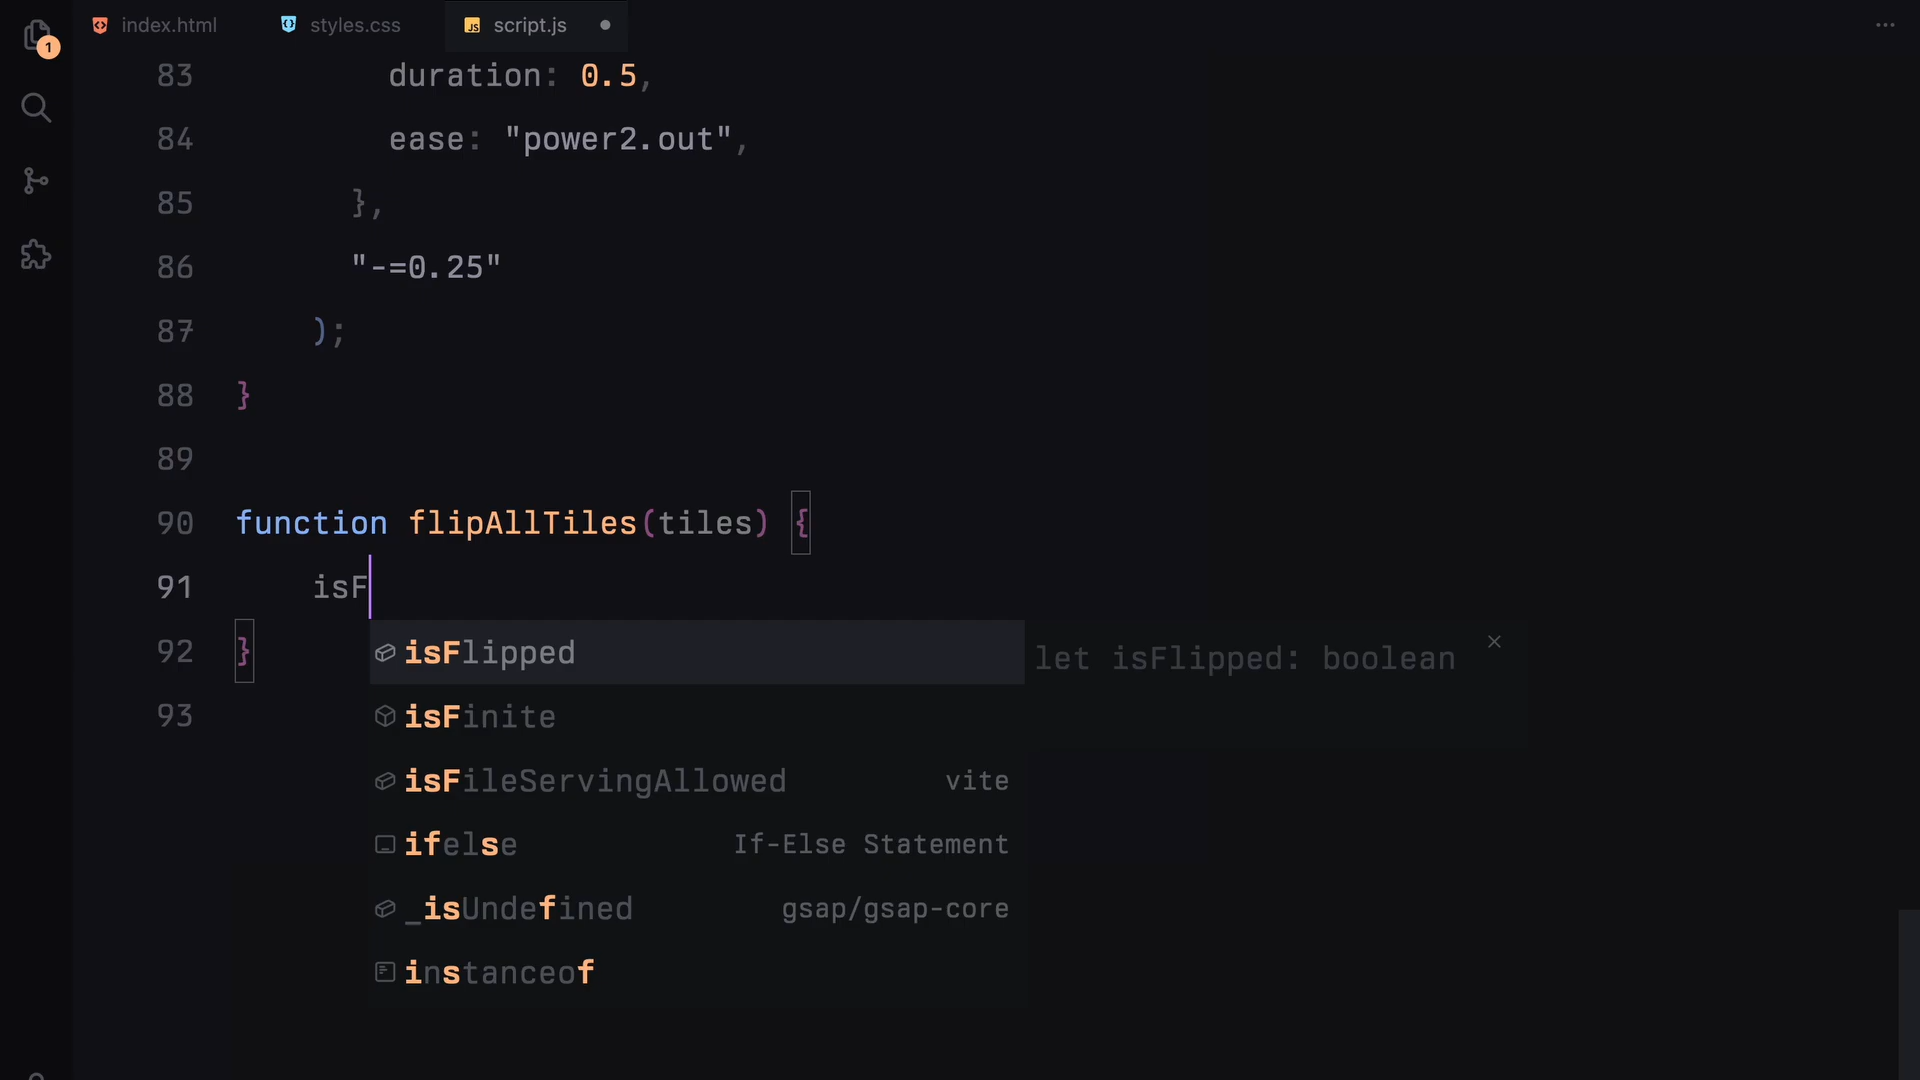 index.html styles.css script.js
1
83 duration: 0.5,
84 ease: "power2.out",
85 },
86 "-=0.25"
87 );
88 }
89
90 function flipAllTiles(tiles) {
91 isF
92 }
isFlipped let isFlipped: boolean
93
isFinite
isFileServingAllowed vite
ifelse If-Else Statement
_isUndefined gsap/gsap-core
instanceof